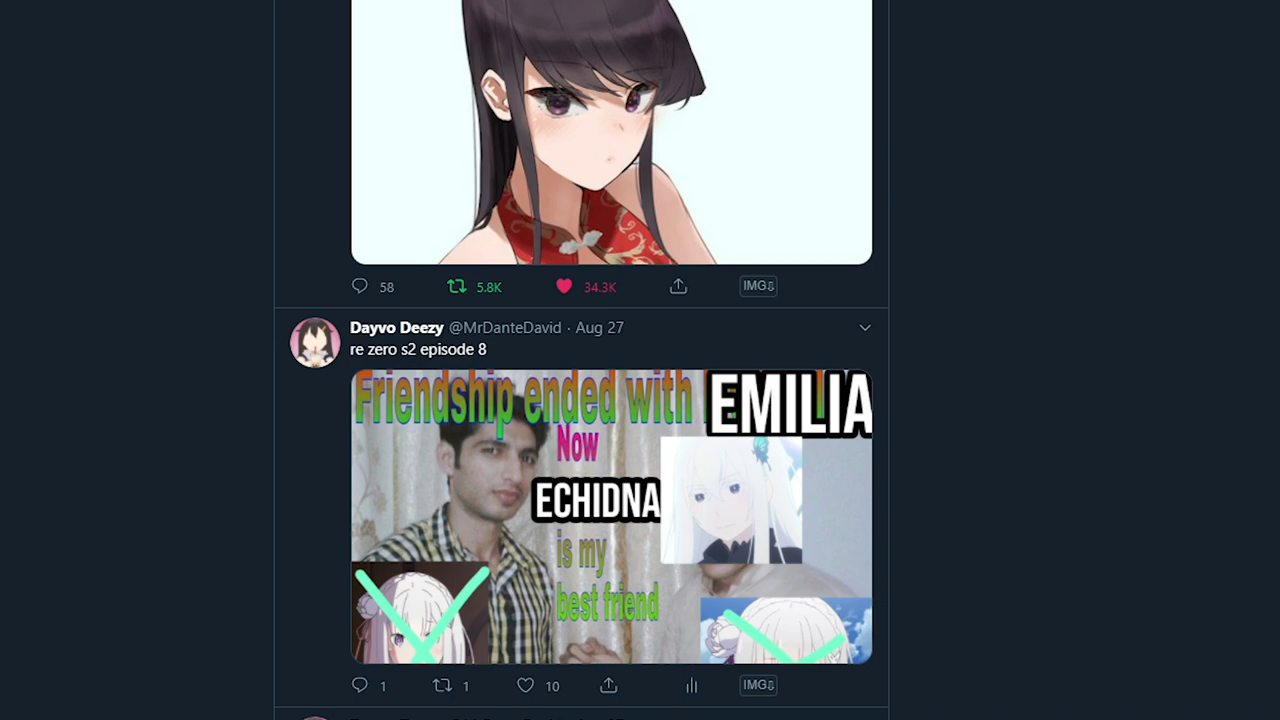 58
5.8K
34.3K
IMG
Dayvo Deezy @MrDanteDavid · Aug 27
re zero s2 episode 8
Friendship ended with
EMILIA
Now
ECHIDNA
is my
best friend
1
1
10
IMG